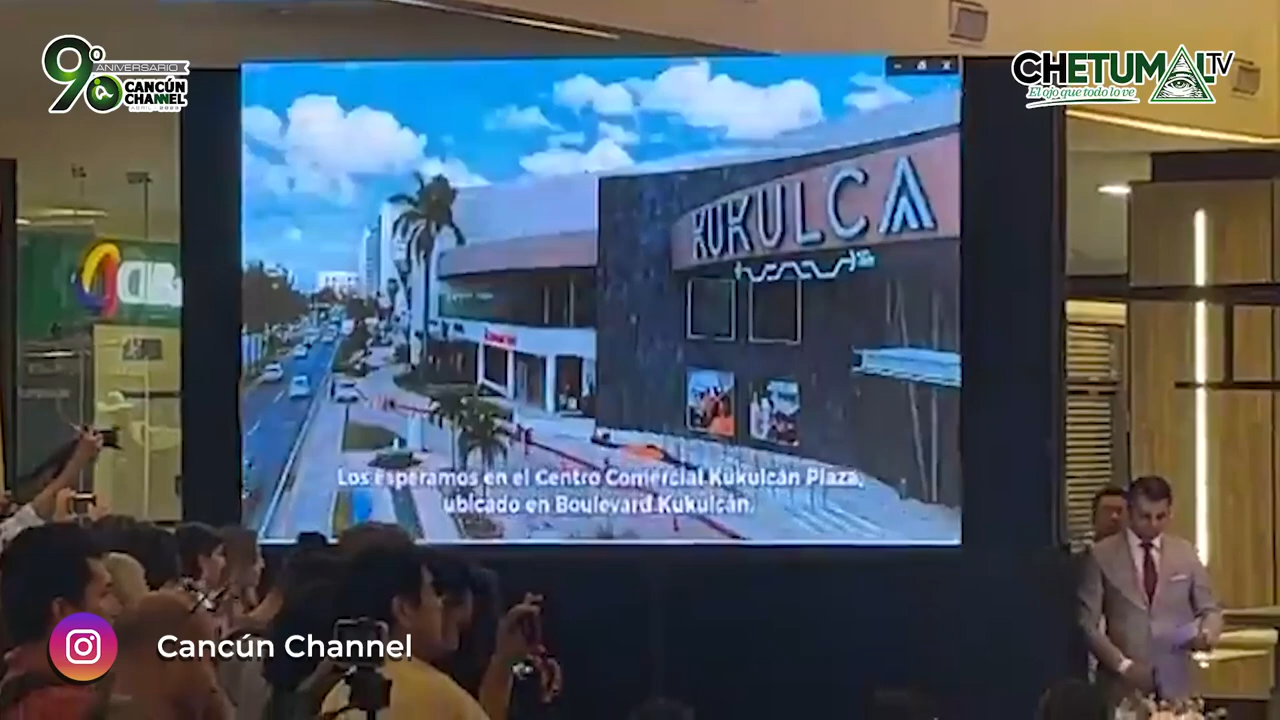 9º
ANIVERSARIO
CANCÚN
CHANNEL
CHETUMAL TV
El ojo que todo lo ve
KUKULCA
Los esperamos en el Centro Comercial Kukulcán Plaza,
ubicado en Boulevard Kukulcán.
Cancún Channel